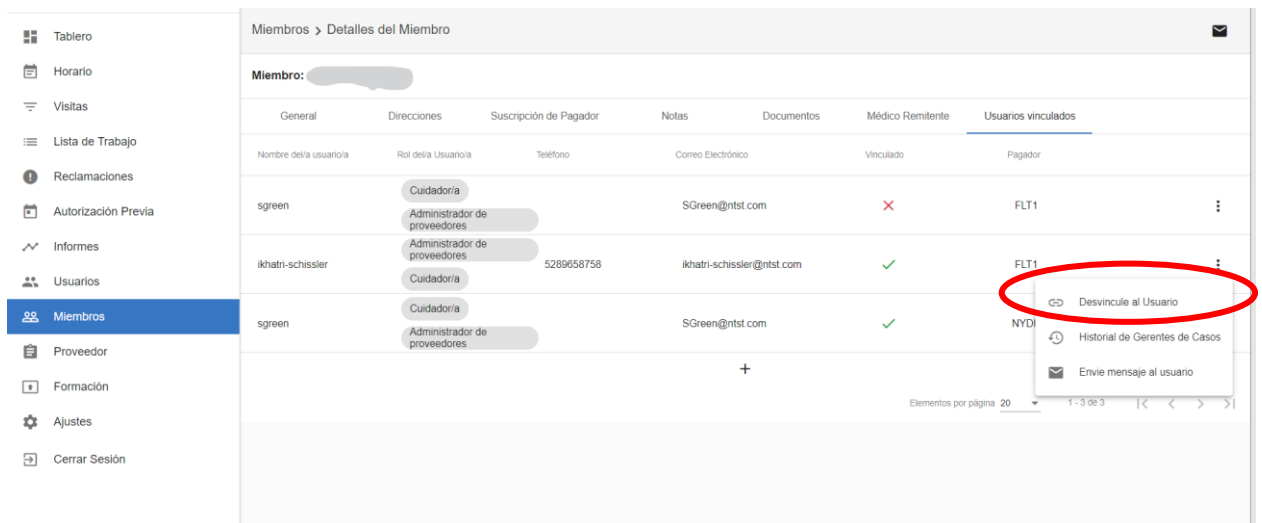 Tablero
Horario
Visitas
Lista de Trabajo
Reclamaciones
Autorización Previa
Informes
Usuarios
Miembros
Proveedor
Formación
Ajustes
Cerrar Sesión
Miembros > Detalles del Miembro
Miembro:
General Direcciones Suscripción de Pagador Notas Documentos Médico Remitente Usuarios vinculados
Nombre del/a usuario/a Rol del/a Usuario/a Teléfono Correo Electrónico Vinculado Pagador
Cuidador/a
sgreen SGreen@ntst.com FLT1
Administrador de
proveedores
Administrador de
proveedores
ikhatri-schissler 5289658758 ikhatri-schissler@ntst.com FLT1
Cuidador/a
Cuidador/a
sgreen SGreen@ntst.com
Administrador de
proveedores
Desvincule al Usuario
Historial de Gerentes de Casos
Envie mensaje al usuario
+
Elementos por página 20 1 - 3 de 3